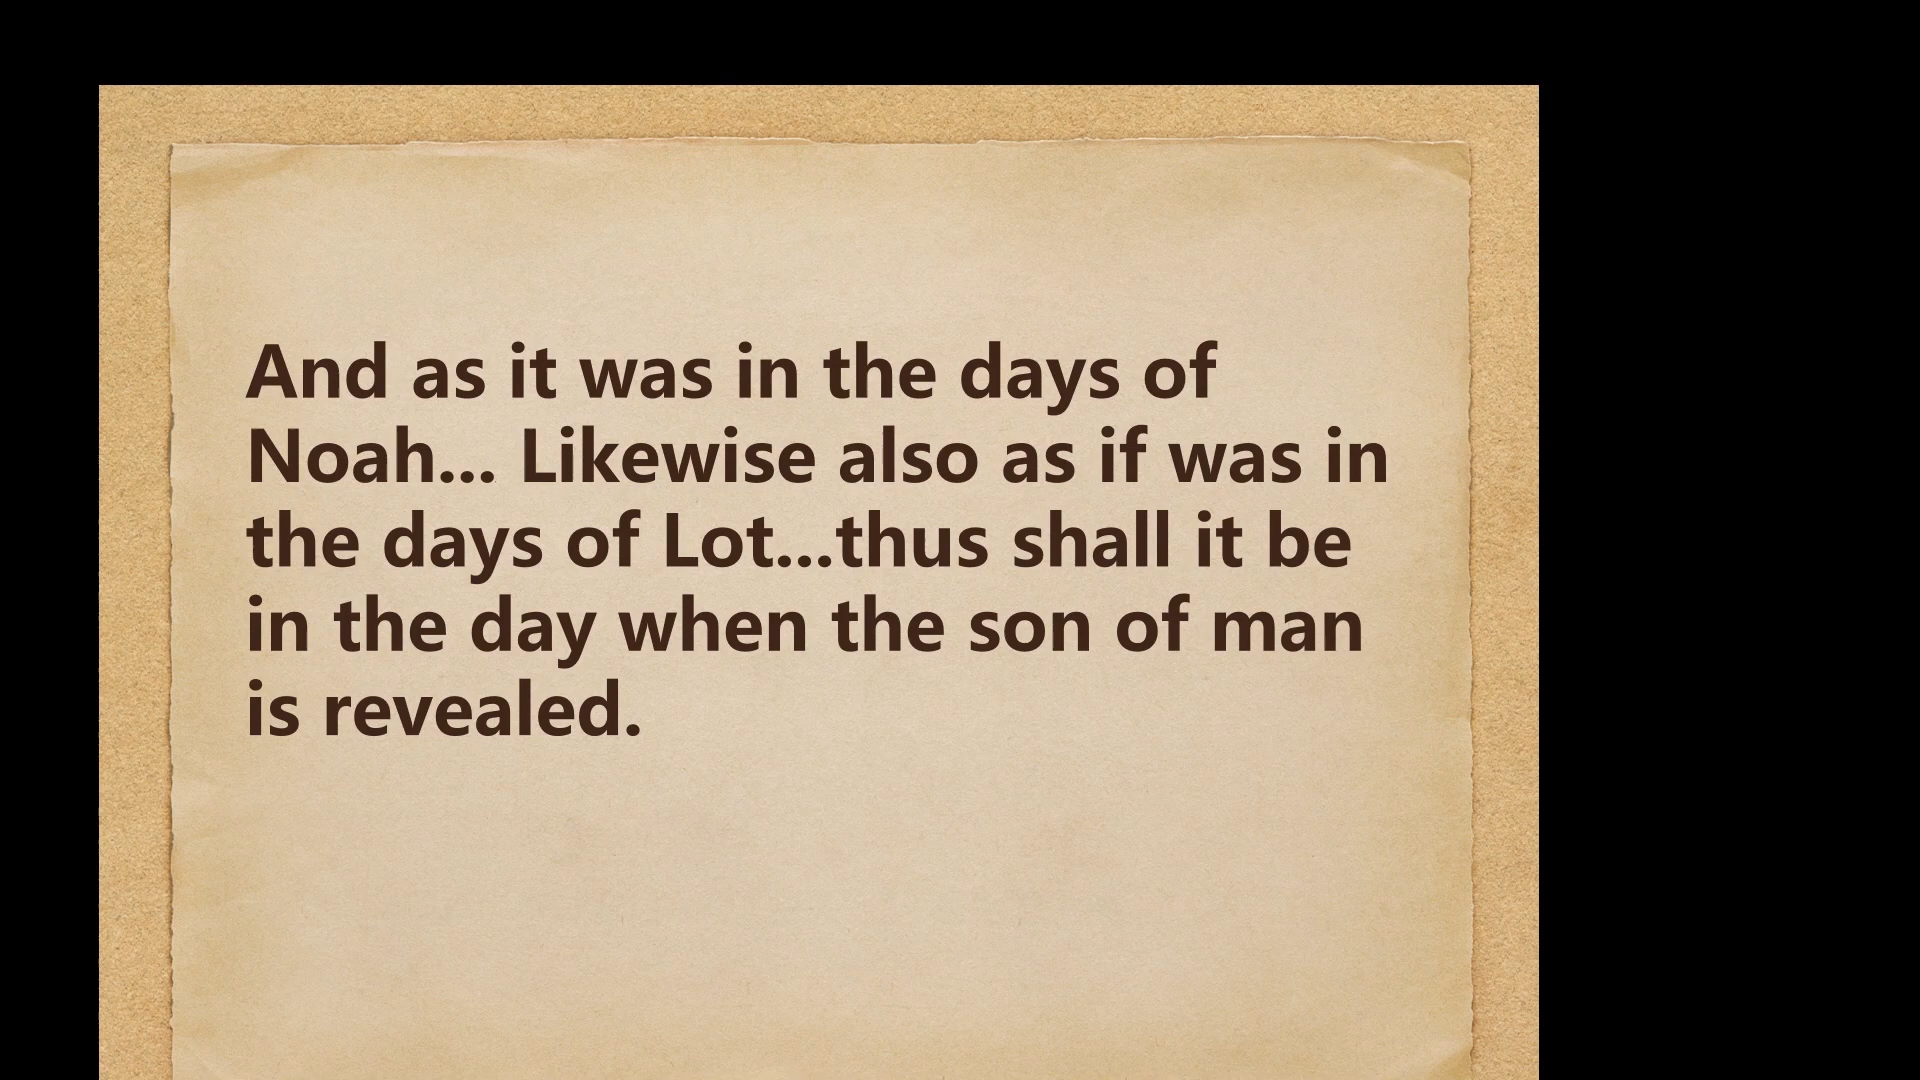 And as it was in the days of
Noah... Likewise also as if was in
the days of Lot...thus shall it be
in the day when the son of man
is revealed.